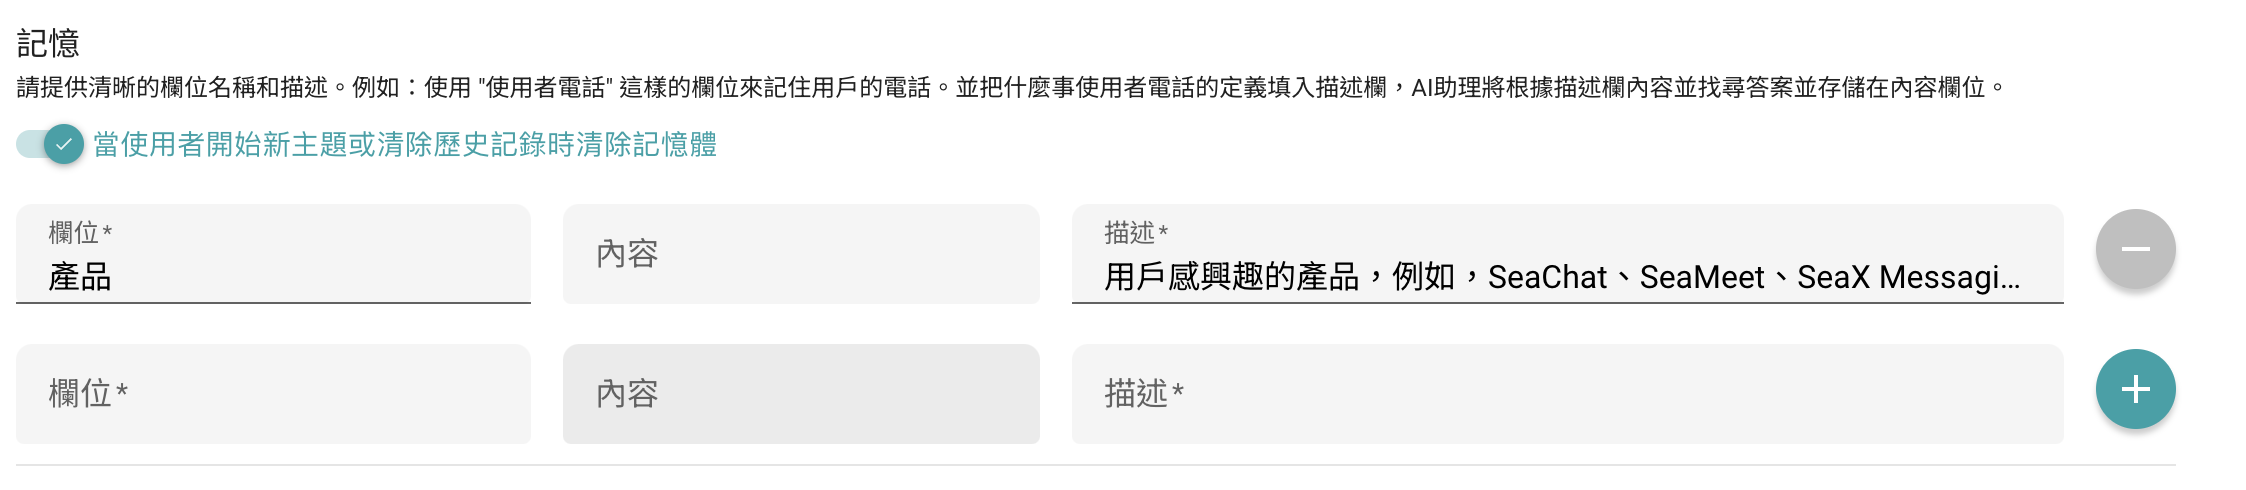 記憶
請提供清晰的欄位名稱和描述。例如：使用 "使用者電話" 這樣的欄位來記住用戶的電話。並把什麼事使用者電話的定義填入描述欄，AI助理將根據描述欄內容並找尋答案並存儲在內容欄位。
當使用者開始新主題或清除歷史記錄時清除記憶體
欄位*
產品
內容
描述*
用戶感興趣的產品，例如，SeaChat、SeaMeet、SeaX Messagi...
欄位*
內容
描述*